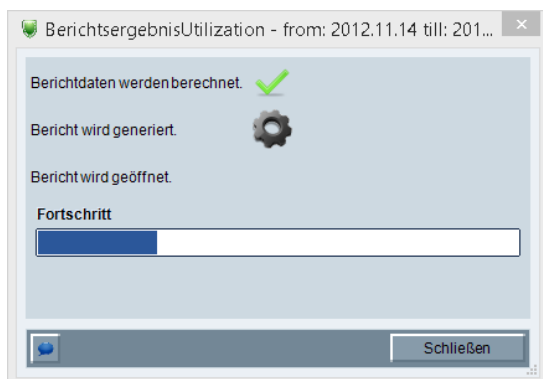 BerichtsergebnisUtilization - from: 2012.11.14 till: 201...
Berichtdaten werden berechnet.
Bericht wird generiert.
Bericht wird geöffnet.
Fortschritt
Schließen